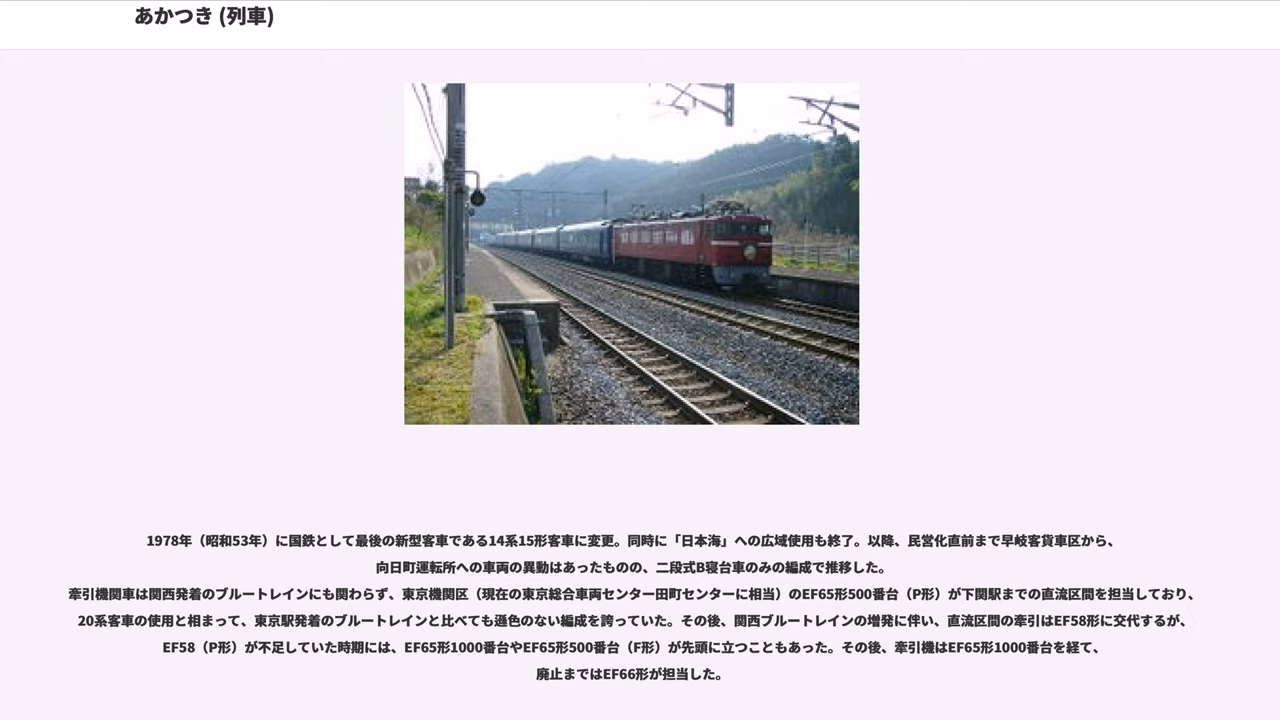 あかつき (列車)
1978年（昭和53年）に国鉄として最後の新型客車である14系15形客車に変更。同時に「日本海」への広域使用も終了。以降、民営化直前まで早岐客貨車区から、
向日町運転所への車両の異動はあったものの、二段式B寝台車のみの編成で推移した。
牽引機関車は関西発着のブルートレインにも関わらず、東京機関区（現在の東京総合車両センター田町センターに相当）のEF65形500番台（P形）が下関駅までの直流区間を担当しており、
20系客車の使用と相まって、東京駅発着のブルートレインと比べても遜色のない編成を誇っていた。その後、関西ブルートレインの増発に伴い、直流区間の牽引はEF58形に交代するが、
EF58（P形）が不足していた時期には、EF65形1000番台やEF65形500番台（F形）が先頭に立つこともあった。その後、牽引機はEF65形1000番台を経て、
廃止まではEF66形が担当した。